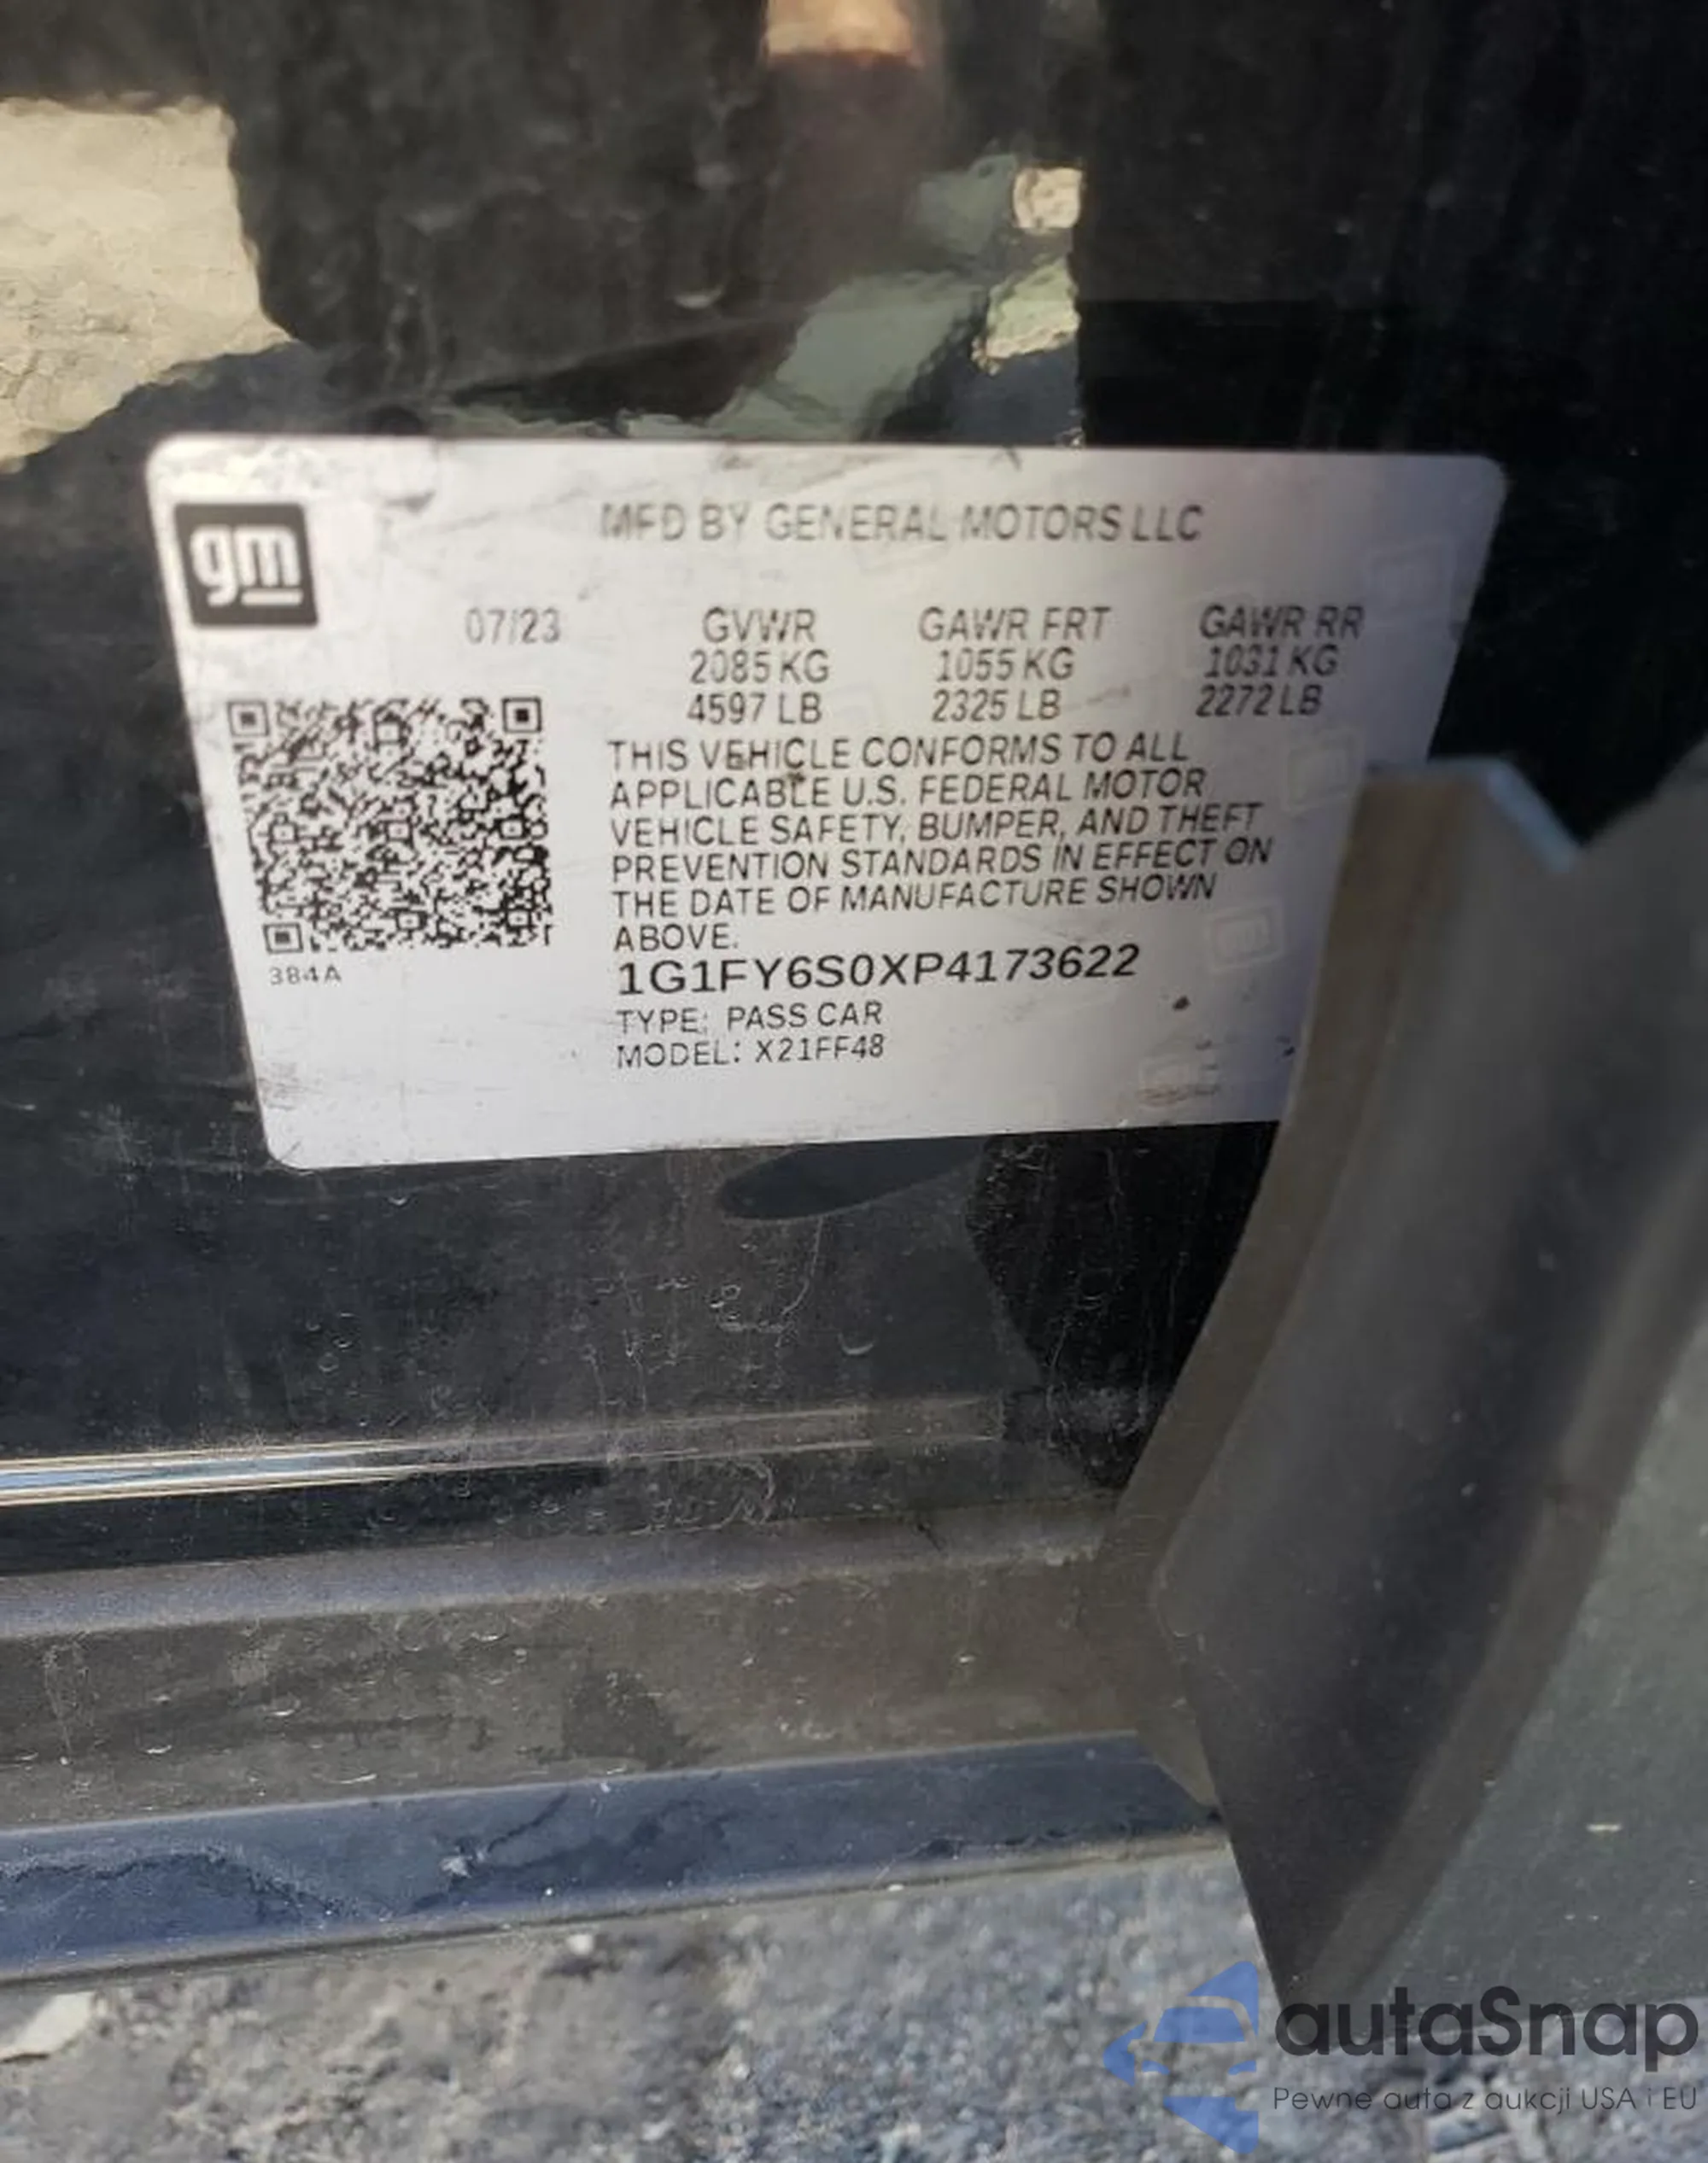 gm
MFD BY GENERAL MOTORS LLC
07/23 GVWR GAWR FRT GAWR RR
2085 KG 1055 KG 1031 KG
4597 LB 2325 LB 2272 LB
THIS VEHICLE CONFORMS TO ALL
APPLICABLE U.S. FEDERAL MOTOR
VEHICLE SAFETY, BUMPER, AND THEFT
PREVENTION STANDARDS IN EFFECT ON
THE DATE OF MANUFACTURE SHOWN
ABOVE.
384A
1G1FY6S0XP4173622
TYPE: PASS CAR
MODEL: X21FF48
autaSnap
Pewne auta z aukcji USA i EU